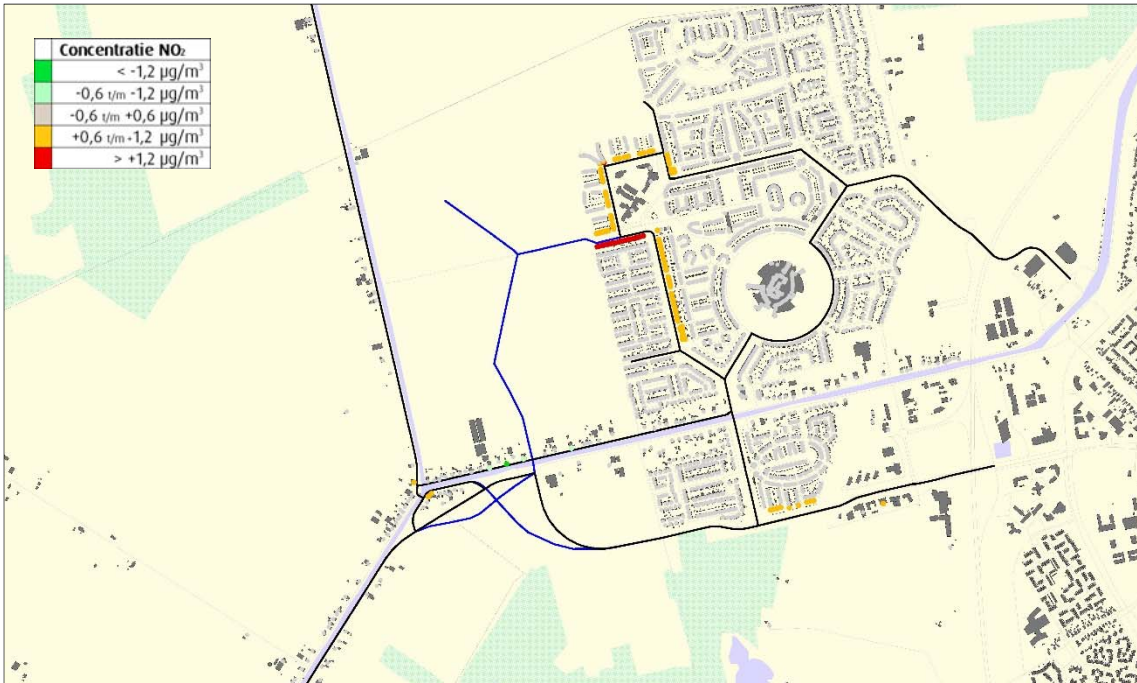 Concentratie NO₂
< -1,2 µg/m³
-0,6 t/m -1,2 µg/m³
-0,6 t/m +0,6 µg/m³
+0,6 t/m -1,2 µg/m³
> +1,2 µg/m³